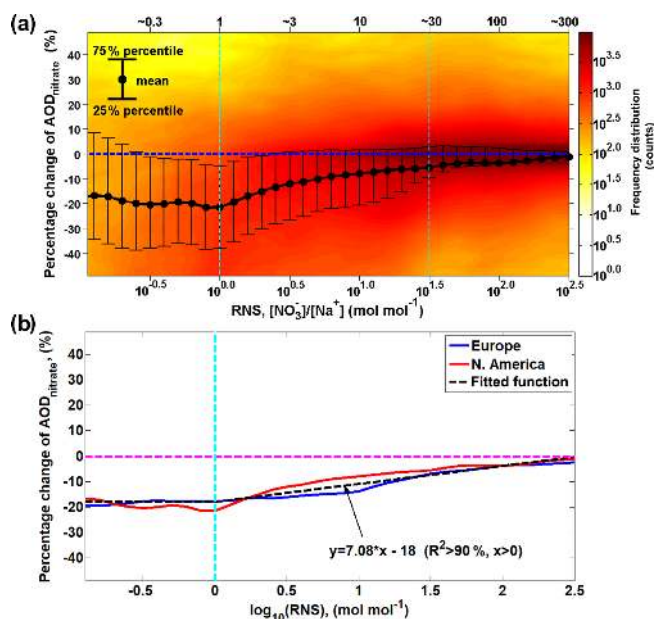 (a)
~0.3 1 ~3 10 ~30 100 ~300
Percentage change of AOD_nitrate (%)
40
30
20
10
0
-10
-20
-30
-40
75% percentile
mean
25% percentile
10^-0.5 10^0.0 10^0.5 10^1.0 10^1.5 10^2.0 10^2.5
RNS, [NO3^-]/[Na^+] (mol mol^-1)
10^3.5
10^3.0
10^2.5
10^2.0
10^1.5
10^1.0
10^0.5
10^0.0
Frequency distribution
(counts)
(b)
Percentage change of AOD_nitrate, (%)
40
30
20
10
0
-10
-20
-30
-40
Europe
N. America
Fitted function
y=7.08*x - 18 (R^2>90 %, x>0)
-0.5 0 0.5 1 1.5 2 2.5
log10(RNS), (mol mol^-1)